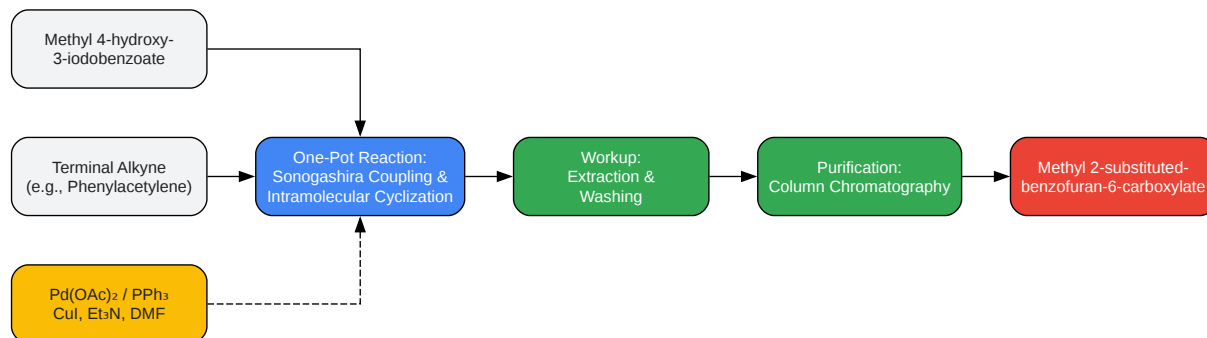 Methyl 4-hydroxy-
3-iodobenzoate
Terminal Alkyne
(e.g., Phenylacetylene)
Pd(OAc)₂ / PPh₃
CuI, Et₃N, DMF
One-Pot Reaction:
Sonogashira Coupling &
Intramolecular Cyclization
Workup:
Extraction &
Washing
Purification:
Column Chromatography
Methyl 2-substituted-
benzofuran-6-carboxylate